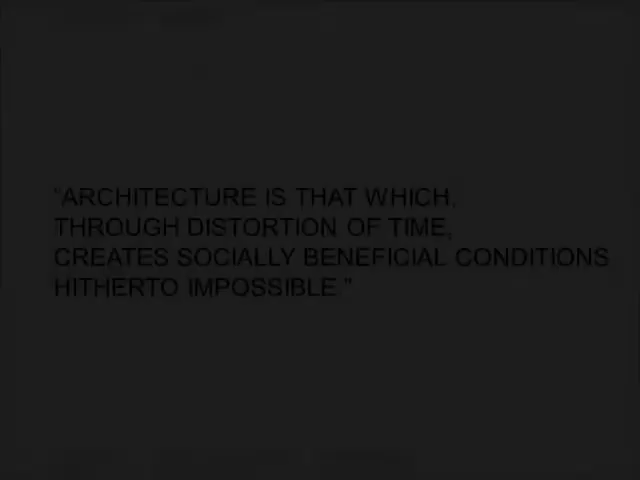 "ARCHITECTURE IS THAT WHICH,
THROUGH DISTORTION OF TIME,
CREATES SOCIALLY BENEFICIAL CONDITIONS
HITHERTO IMPOSSIBLE."